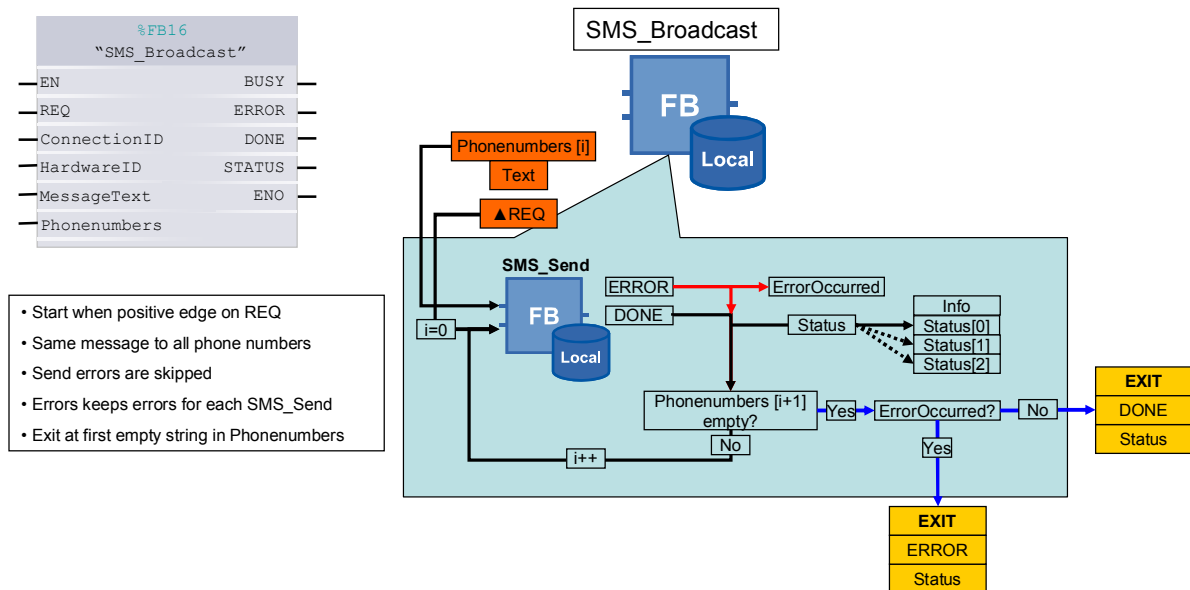 %FB16
“SMS_Broadcast”
EN
BUSY
REQ
ERROR
ConnectionID
DONE
HardwareID
STATUS
MessageText
ENO
Phonenumbers
• Start when positive edge on REQ
• Same message to all phone numbers
• Send errors are skipped
• Errors keeps errors for each SMS_Send
• Exit at first empty string in Phonenumbers
SMS_Broadcast
FB
Local
Phonenumbers [i]
Text
▲REQ
SMS_Send
FB
Local
i=0
ERROR
ErrorOccurred
DONE
Status
Info
Status[0]
Status[1]
Status[2]
Phonenumbers [i+1]
empty?
Yes
ErrorOccurred?
No
No
Yes
i++
EXIT
DONE
Status
EXIT
ERROR
Status